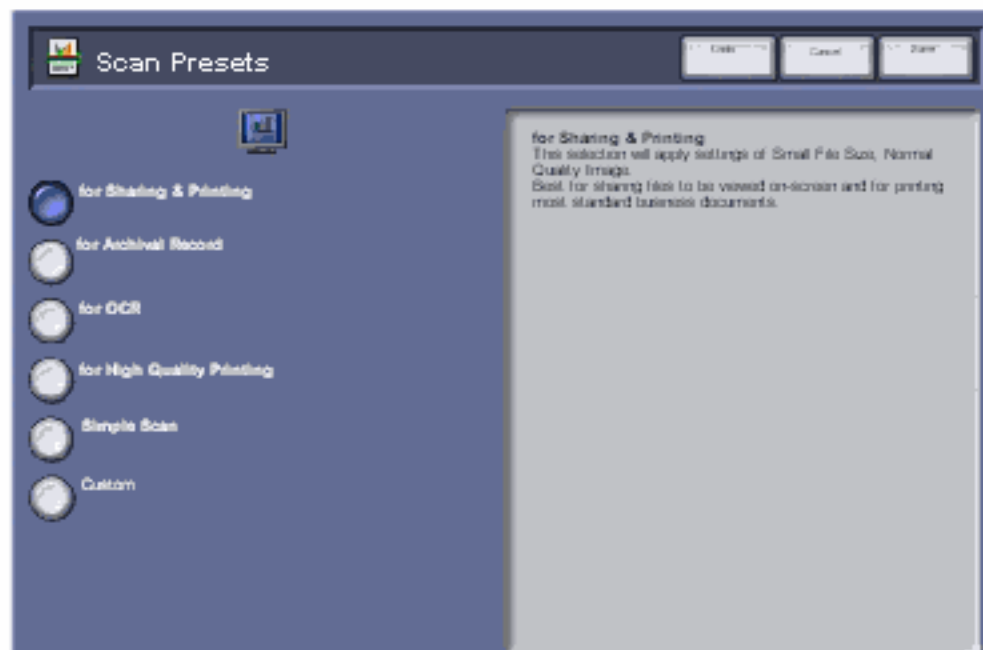 Scan Presets
Undo
Cancel
Save
for Sharing & Printing
for Archival Record
for OCR
for High Quality Printing
Simple Scan
Custom
for Sharing & Printing
This selection will apply settings of Small File Size, Normal
Quality Image.
Best for sharing files to be viewed on-screen and for printing
most standard business documents.